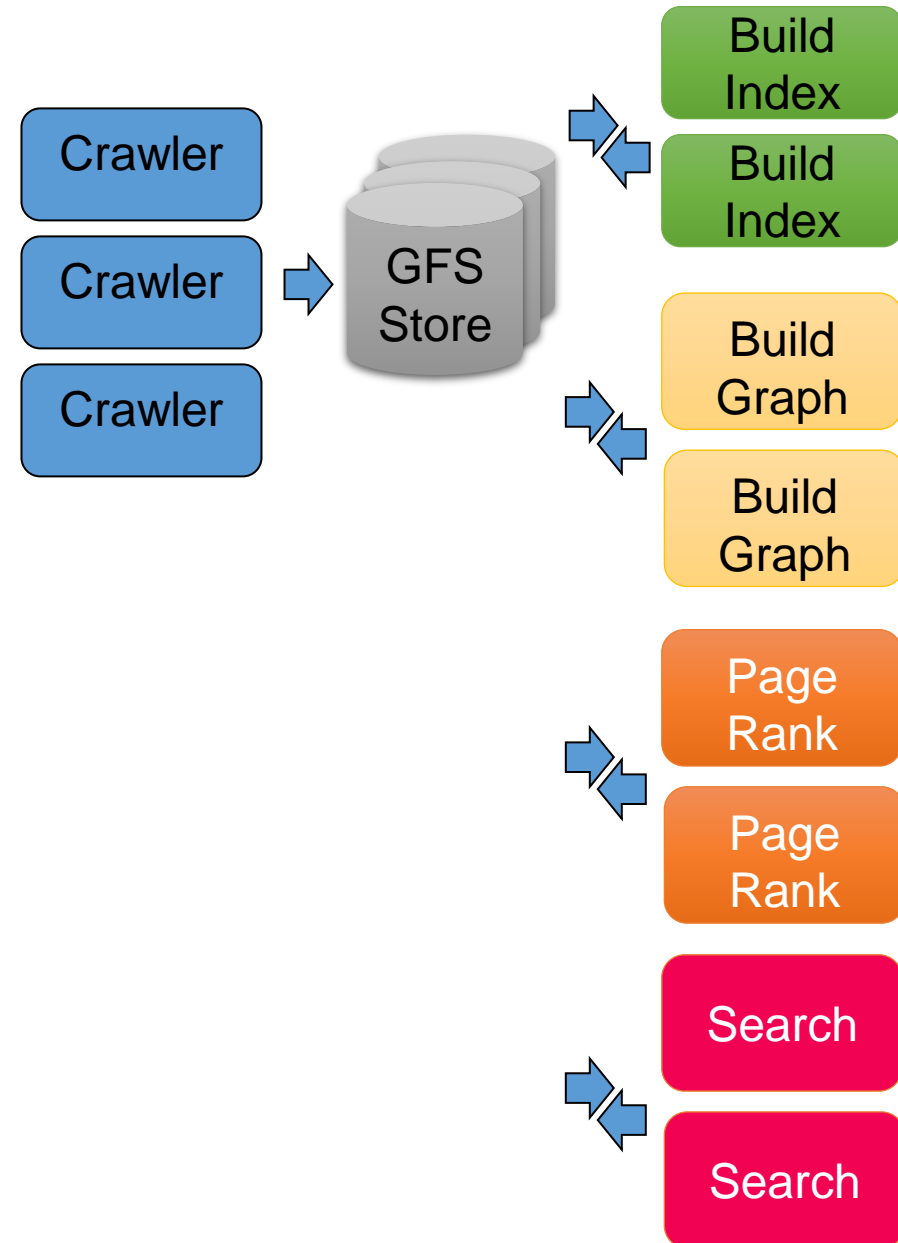 Crawler
Crawler
Crawler
GFS
Store
Build
Index
Build
Index
Build
Graph
Build
Graph
Page
Rank
Page
Rank
Search
Search